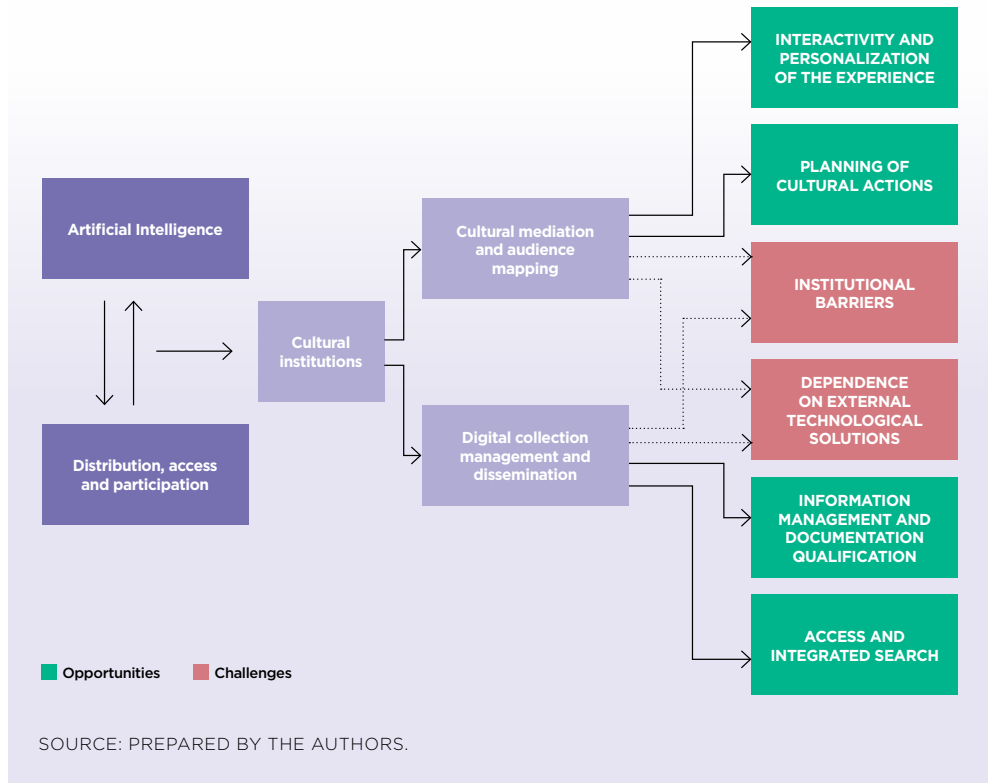 Artificial Intelligence
Distribution, access
and participation
Cultural
institutions
Cultural mediation
and audience
mapping
Digital collection
management and
dissemination
INTERACTIVITY AND
PERSONALIZATION
OF THE EXPERIENCE
PLANNING OF
CULTURAL ACTIONS
INSTITUTIONAL
BARRIERS
DEPENDENCE
ON EXTERNAL
TECHNOLOGICAL
SOLUTIONS
INFORMATION
MANAGEMENT AND
DOCUMENTATION
QUALIFICATION
ACCESS AND
INTEGRATED SEARCH
Opportunities
Challenges
SOURCE: PREPARED BY THE AUTHORS.